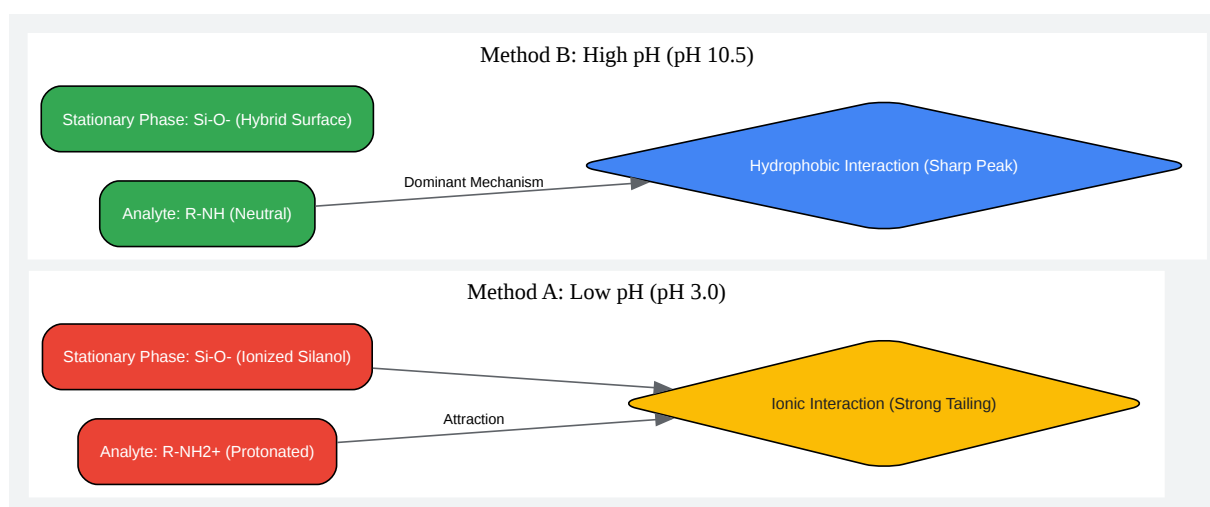 Method B: High pH (pH 10.5)
Stationary Phase: Si-O- (Hybrid Surface)
Hydrophobic Interaction (Sharp Peak)
Dominant Mechanism
Analyte: R-NH (Neutral)
Method A: Low pH (pH 3.0)
Stationary Phase: Si-O- (Ionized Silanol)
Ionic Interaction (Strong Tailing)
Attraction
Analyte: R-NH2+ (Protonated)